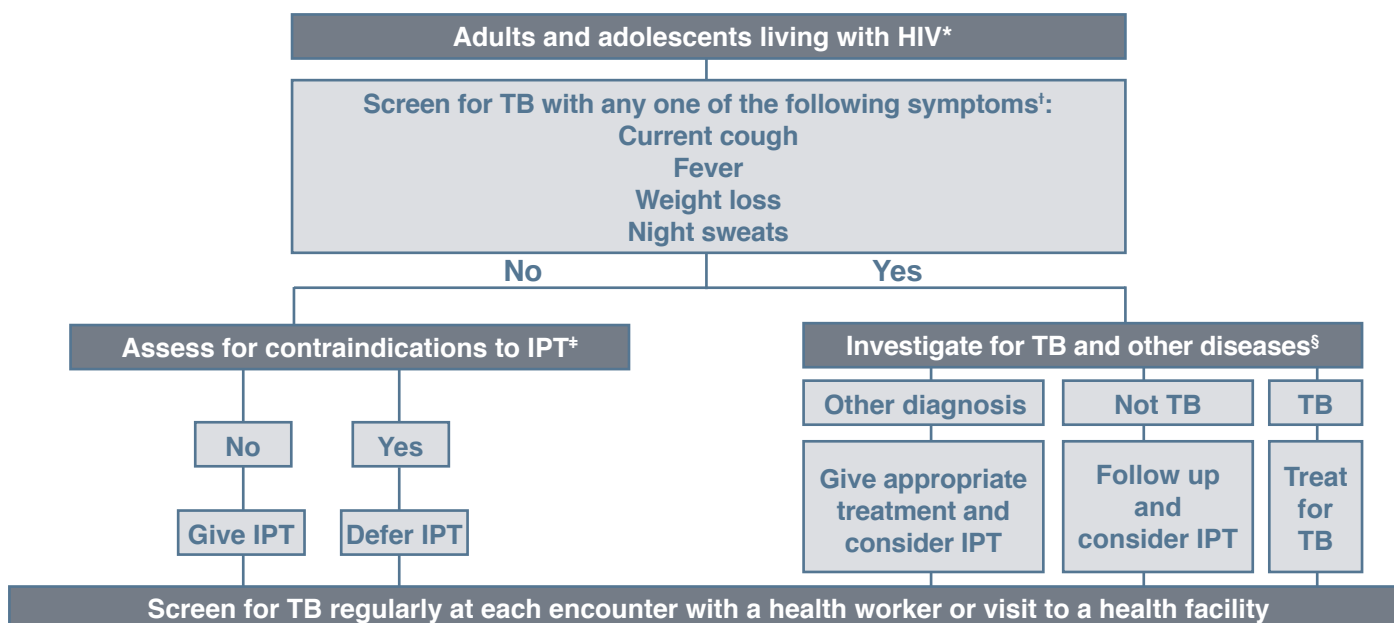 Adults and adolescents living with HIV*
Screen for TB with any one of the following symptoms†:
Current cough
Fever
Weight loss
Night sweats
No
Yes
Assess for contraindications to IPT‡
No
Yes
Give IPT
Defer IPT
Investigate for TB and other diseases§
Other diagnosis
Not TB
TB
Give appropriate
treatment and
consider IPT
Follow up
and
consider IPT
Treat
for
TB
Screen for TB regularly at each encounter with a health worker or visit to a health facility